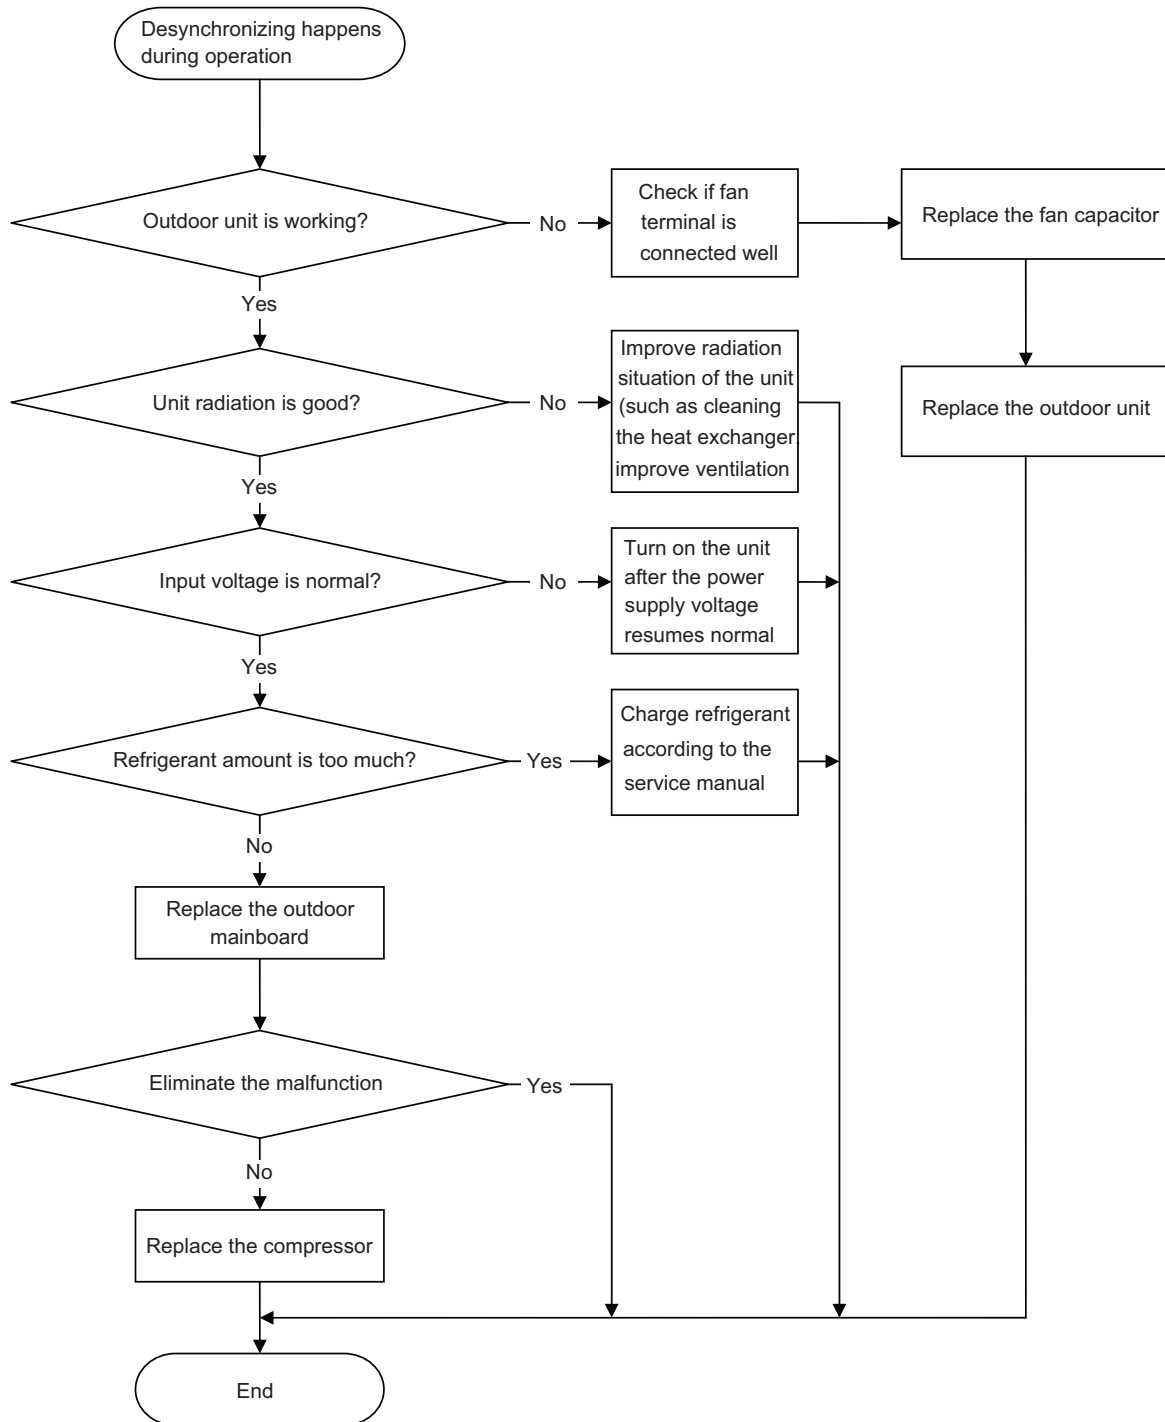 Desynchronizing happens
during operation
Outdoor unit is working?
No
Check if fan
terminal is
connected well
Replace the fan capacitor
Yes
Unit radiation is good?
No
Improve radiation
situation of the unit
(such as cleaning
the heat exchanger,
improve ventilation
Replace the outdoor unit
Yes
Input voltage is normal?
No
Turn on the unit
after the power
supply voltage
resumes normal
Yes
Refrigerant amount is too much?
Yes
Charge refrigerant
according to the
service manual
No
Replace the outdoor
mainboard
Eliminate the malfunction
Yes
No
Replace the compressor
End